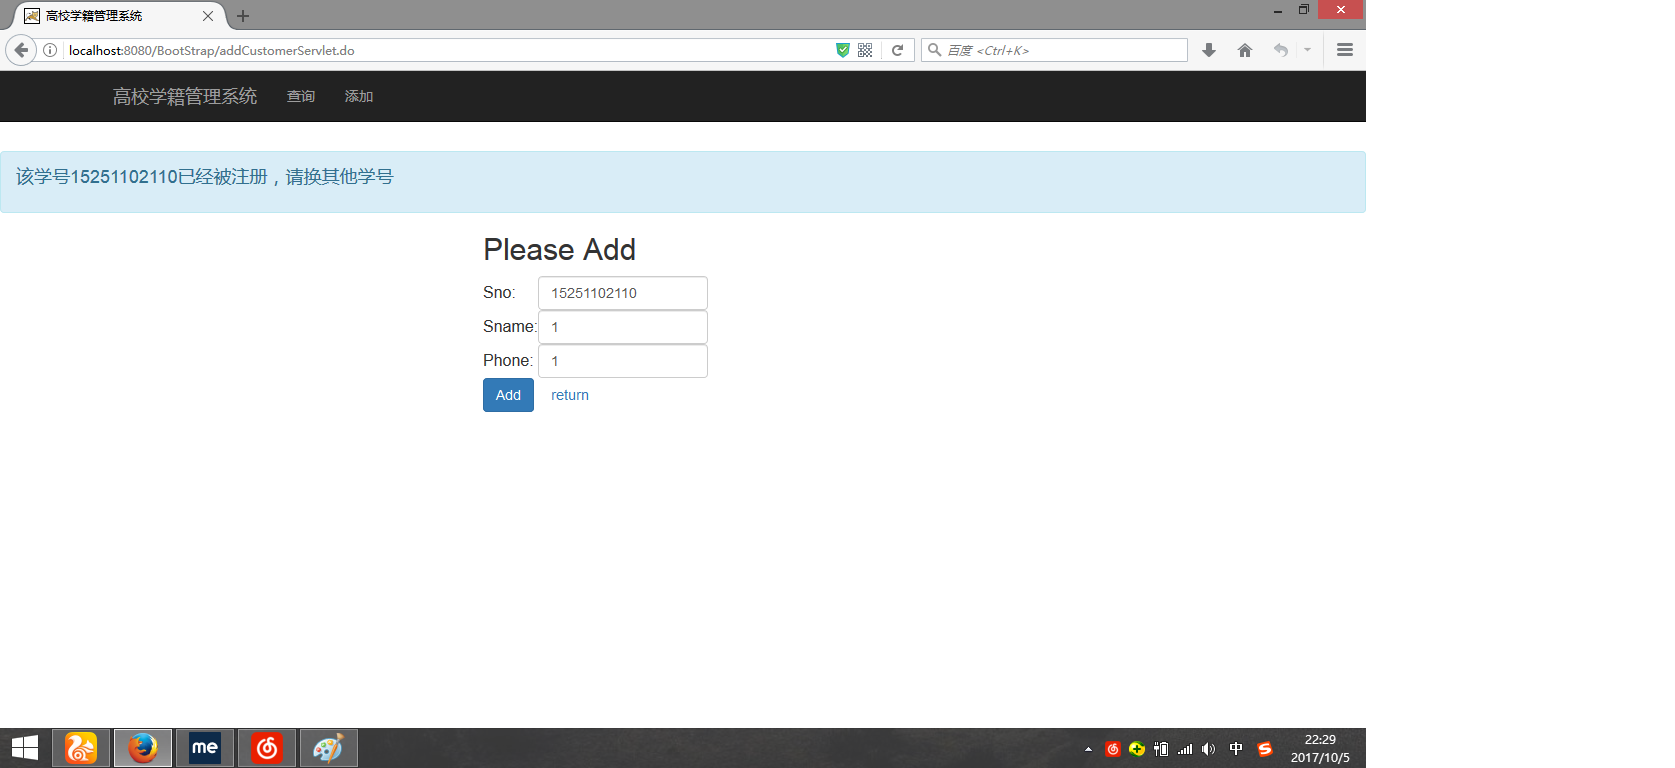 高校学籍管理系统
localhost:8080/BootStrap/addCustomerServlet.do
百度 <Ctrl+K>
高校学籍管理系统 查询 添加
该学号15251102110已经被注册，请换其他学号
Please Add
Sno: 15251102110
Sname: 1
Phone: 1
Add return
me
中
22:29
2017/10/5